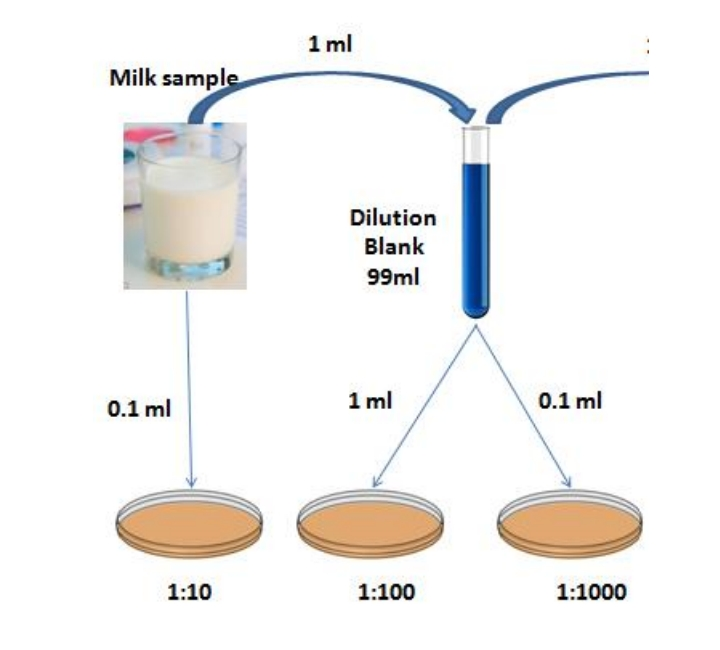 1 ml
Milk sample
Dilution
Blank
99ml
0.1 ml
1 ml
0.1 ml
1:10
1:100
1:1000